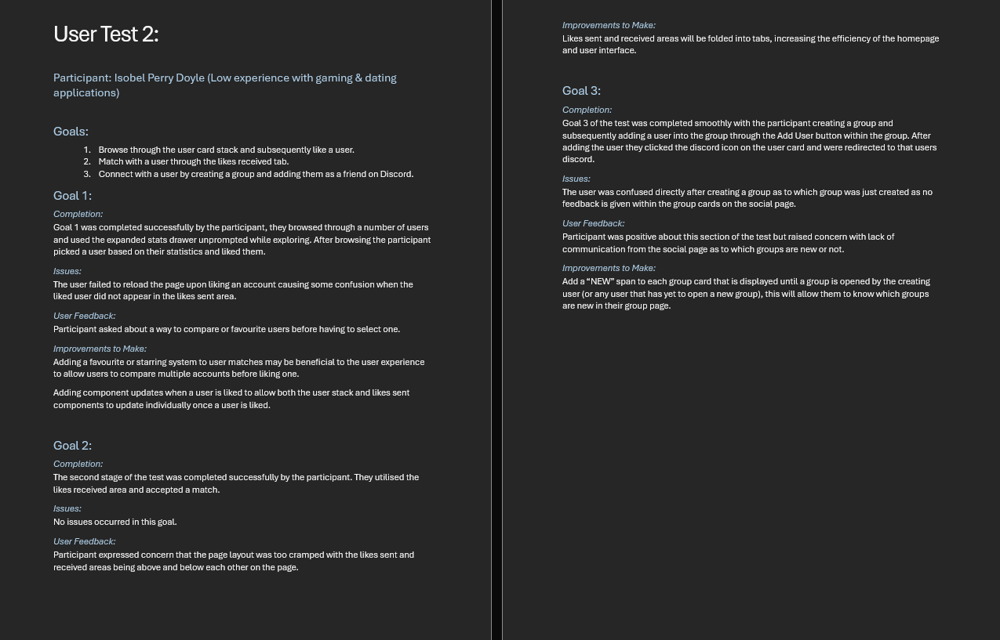 User Test 2:
Participant: Isobel Perry Doyle (Low experience with gaming & dating
applications)
Goals:
1. Browse through the user card stack and subsequently like a user.
2. Match with a user through the likes received tab.
3. Connect with a user by creating a group and adding them as a friend on Discord.
Goal 1:
Completion:
Goal 1 was completed successfully by the participant, they browsed through a number of users
and used the expanded stats drawer unprompted while exploring. After browsing the participant
picked a user based on their statistics and liked them.
Issues:
The user failed to reload the page upon liking an account causing some confusion when the
liked user did not appear in the likes sent area.
User Feedback:
Participant asked about a way to compare or favourite users before having to select one.
Improvements to Make:
Adding a favourite or starring system to user matches may be beneficial to the user experience
to allow users to compare multiple accounts before liking one.
Adding component updates when a user is liked to allow both the user stack and likes sent
components to update individually once a user is liked.
Goal 2:
Completion:
The second stage of the test was completed successfully by the participant. They utilised the
likes received area and accepted a match.
Issues:
No issues occurred in this goal.
User Feedback:
Participant expressed concern that the page layout was too cramped with the likes sent and
received areas being above and below each other on the page.
Improvements to Make:
Likes sent and received areas will be folded into tabs, increasing the efficiency of the homepage
and user interface.
Goal 3:
Completion:
Goal 3 of the test was completed smoothly with the participant creating a group and
subsequently adding a user into the group through the Add User button within the group. After
adding the user they clicked the discord icon on the user card and were redirected to that users
discord.
Issues:
The user was confused directly after creating a group as to which group was just created as no
feedback is given within the group cards on the social page.
User Feedback:
Participant was positive about this section of the test but raised concern with lack of
communication from the social page as to which groups are new or not.
Improvements to Make:
Add a “NEW” span to each group card that is displayed until a group is opened by the creating
user (or any user that has yet to open a new group), this will allow them to know which groups
are new in their group page.